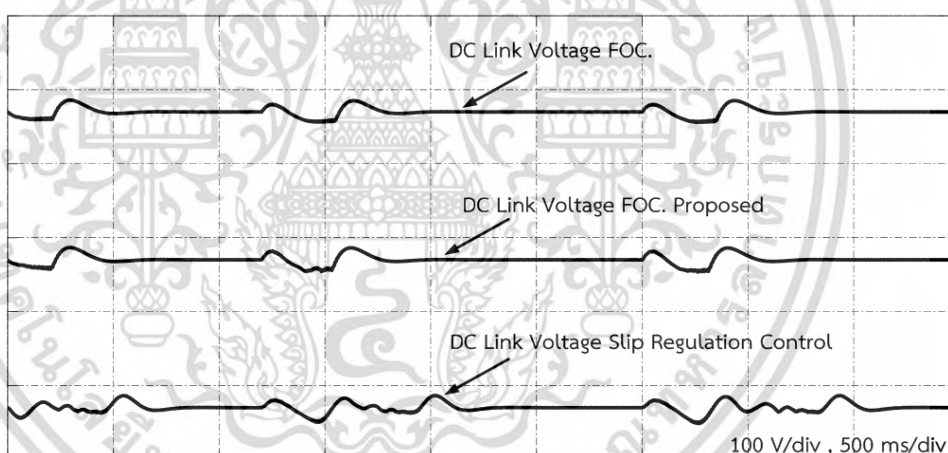 DC Link Voltage FOC.
DC Link Voltage FOC. Proposed
DC Link Voltage Slip Regulation Control
100 V/div , 500 ms/div